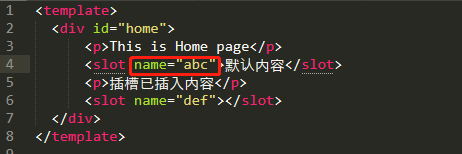 1 <template>
2 <div id="home">
3 <p>This is Home page</p>
4 <slot name="abc">默认内容</slot>
5 <p>插槽已插入内容</p>
6 <slot name="def"></slot>
7 </div>
8 </template>